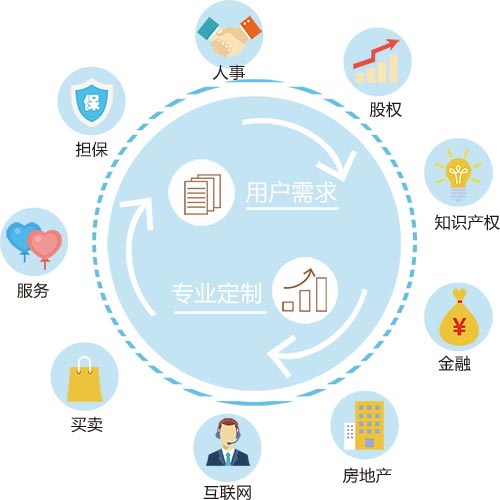 人事
股权
知识产权
金融
房地产
互联网
买卖
服务
担保
保
用户需求
专业定制
¥